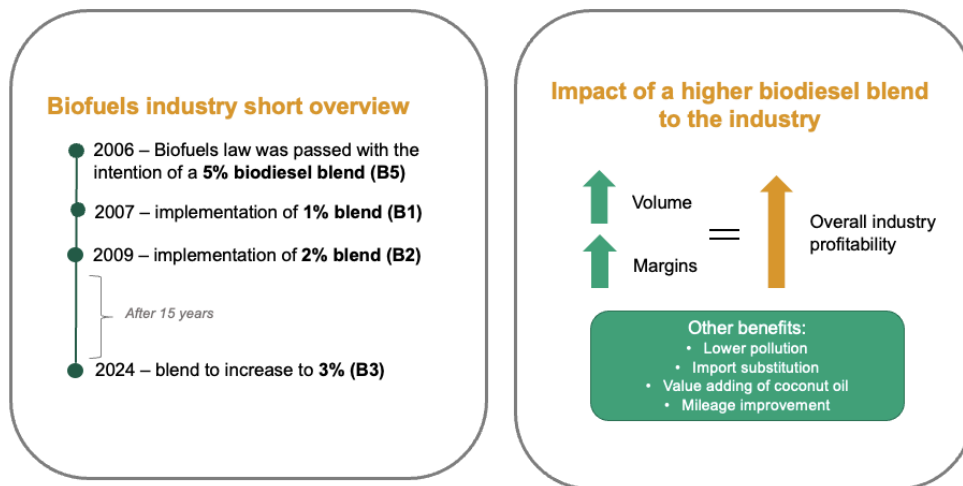 Biofuels industry short overview
2006 – Biofuels law was passed with the
intention of a 5% biodiesel blend (B5)
2007 – implementation of 1% blend (B1)
2009 – implementation of 2% blend (B2)
After 15 years
2024 – blend to increase to 3% (B3)
Impact of a higher biodiesel blend
to the industry
Volume
Margins
=
Overall industry
profitability
Other benefits:
• Lower pollution
• Import substitution
• Value adding of coconut oil
• Mileage improvement